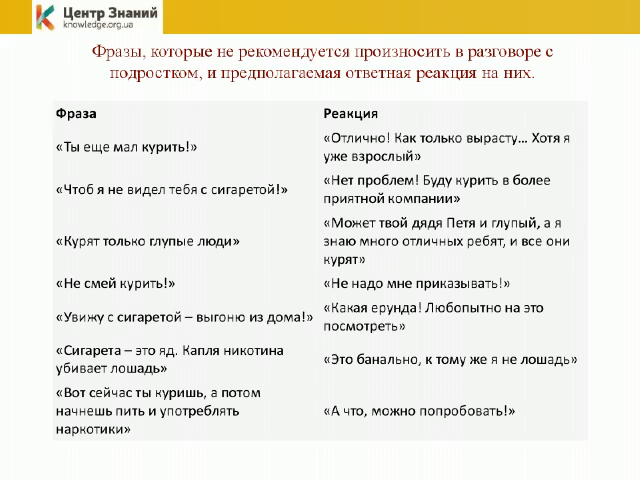 Центр Знаний
knowledge.org.ua
Фразы, которые не рекомендуется произносить в разговоре с
подростком, и предполагаемая ответная реакция на них.
Фраза
Реакция
«Ты еще мал курить!»
«Отлично! Как только вырасту… Хотя я
уже взрослый»
«Чтоб я не видел тебя с сигаретой!»
«Нет проблем! Буду курить в более
приятной компании»
«Курят только глупые люди»
«Может твой дядя Петя и глупый, а я
знаю много отличных ребят, и все они
курят»
«Не смей курить!»
«Не надо мне приказывать!»
«Увижу с сигаретой – выгоню из дома!»
«Какая ерунда! Любопытно на это
посмотреть»
«Сигарета – это яд. Капля никотина
убивает лошадь»
«Это банально, к тому же я не лошадь»
«Вот сейчас ты куришь, а потом
начнешь пить и употреблять
наркотики»
«А что, можно попробовать!»